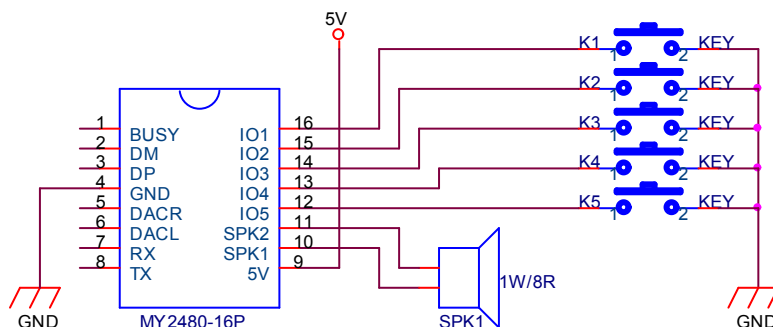 5V
K1 1 2 KEY
K2 1 2 KEY
K3 1 2 KEY
K4 1 2 KEY
K5 1 2 KEY
1 BUSY IO1 16
2 DM IO2 15
3 DP IO3 14
4 GND IO4 13
5 DACR IO5 12
6 DACL SPK2 11
7 RX SPK1 10
8 TX 5V 9
1W/8R
GND
MY2480-16P
SPK1
GND